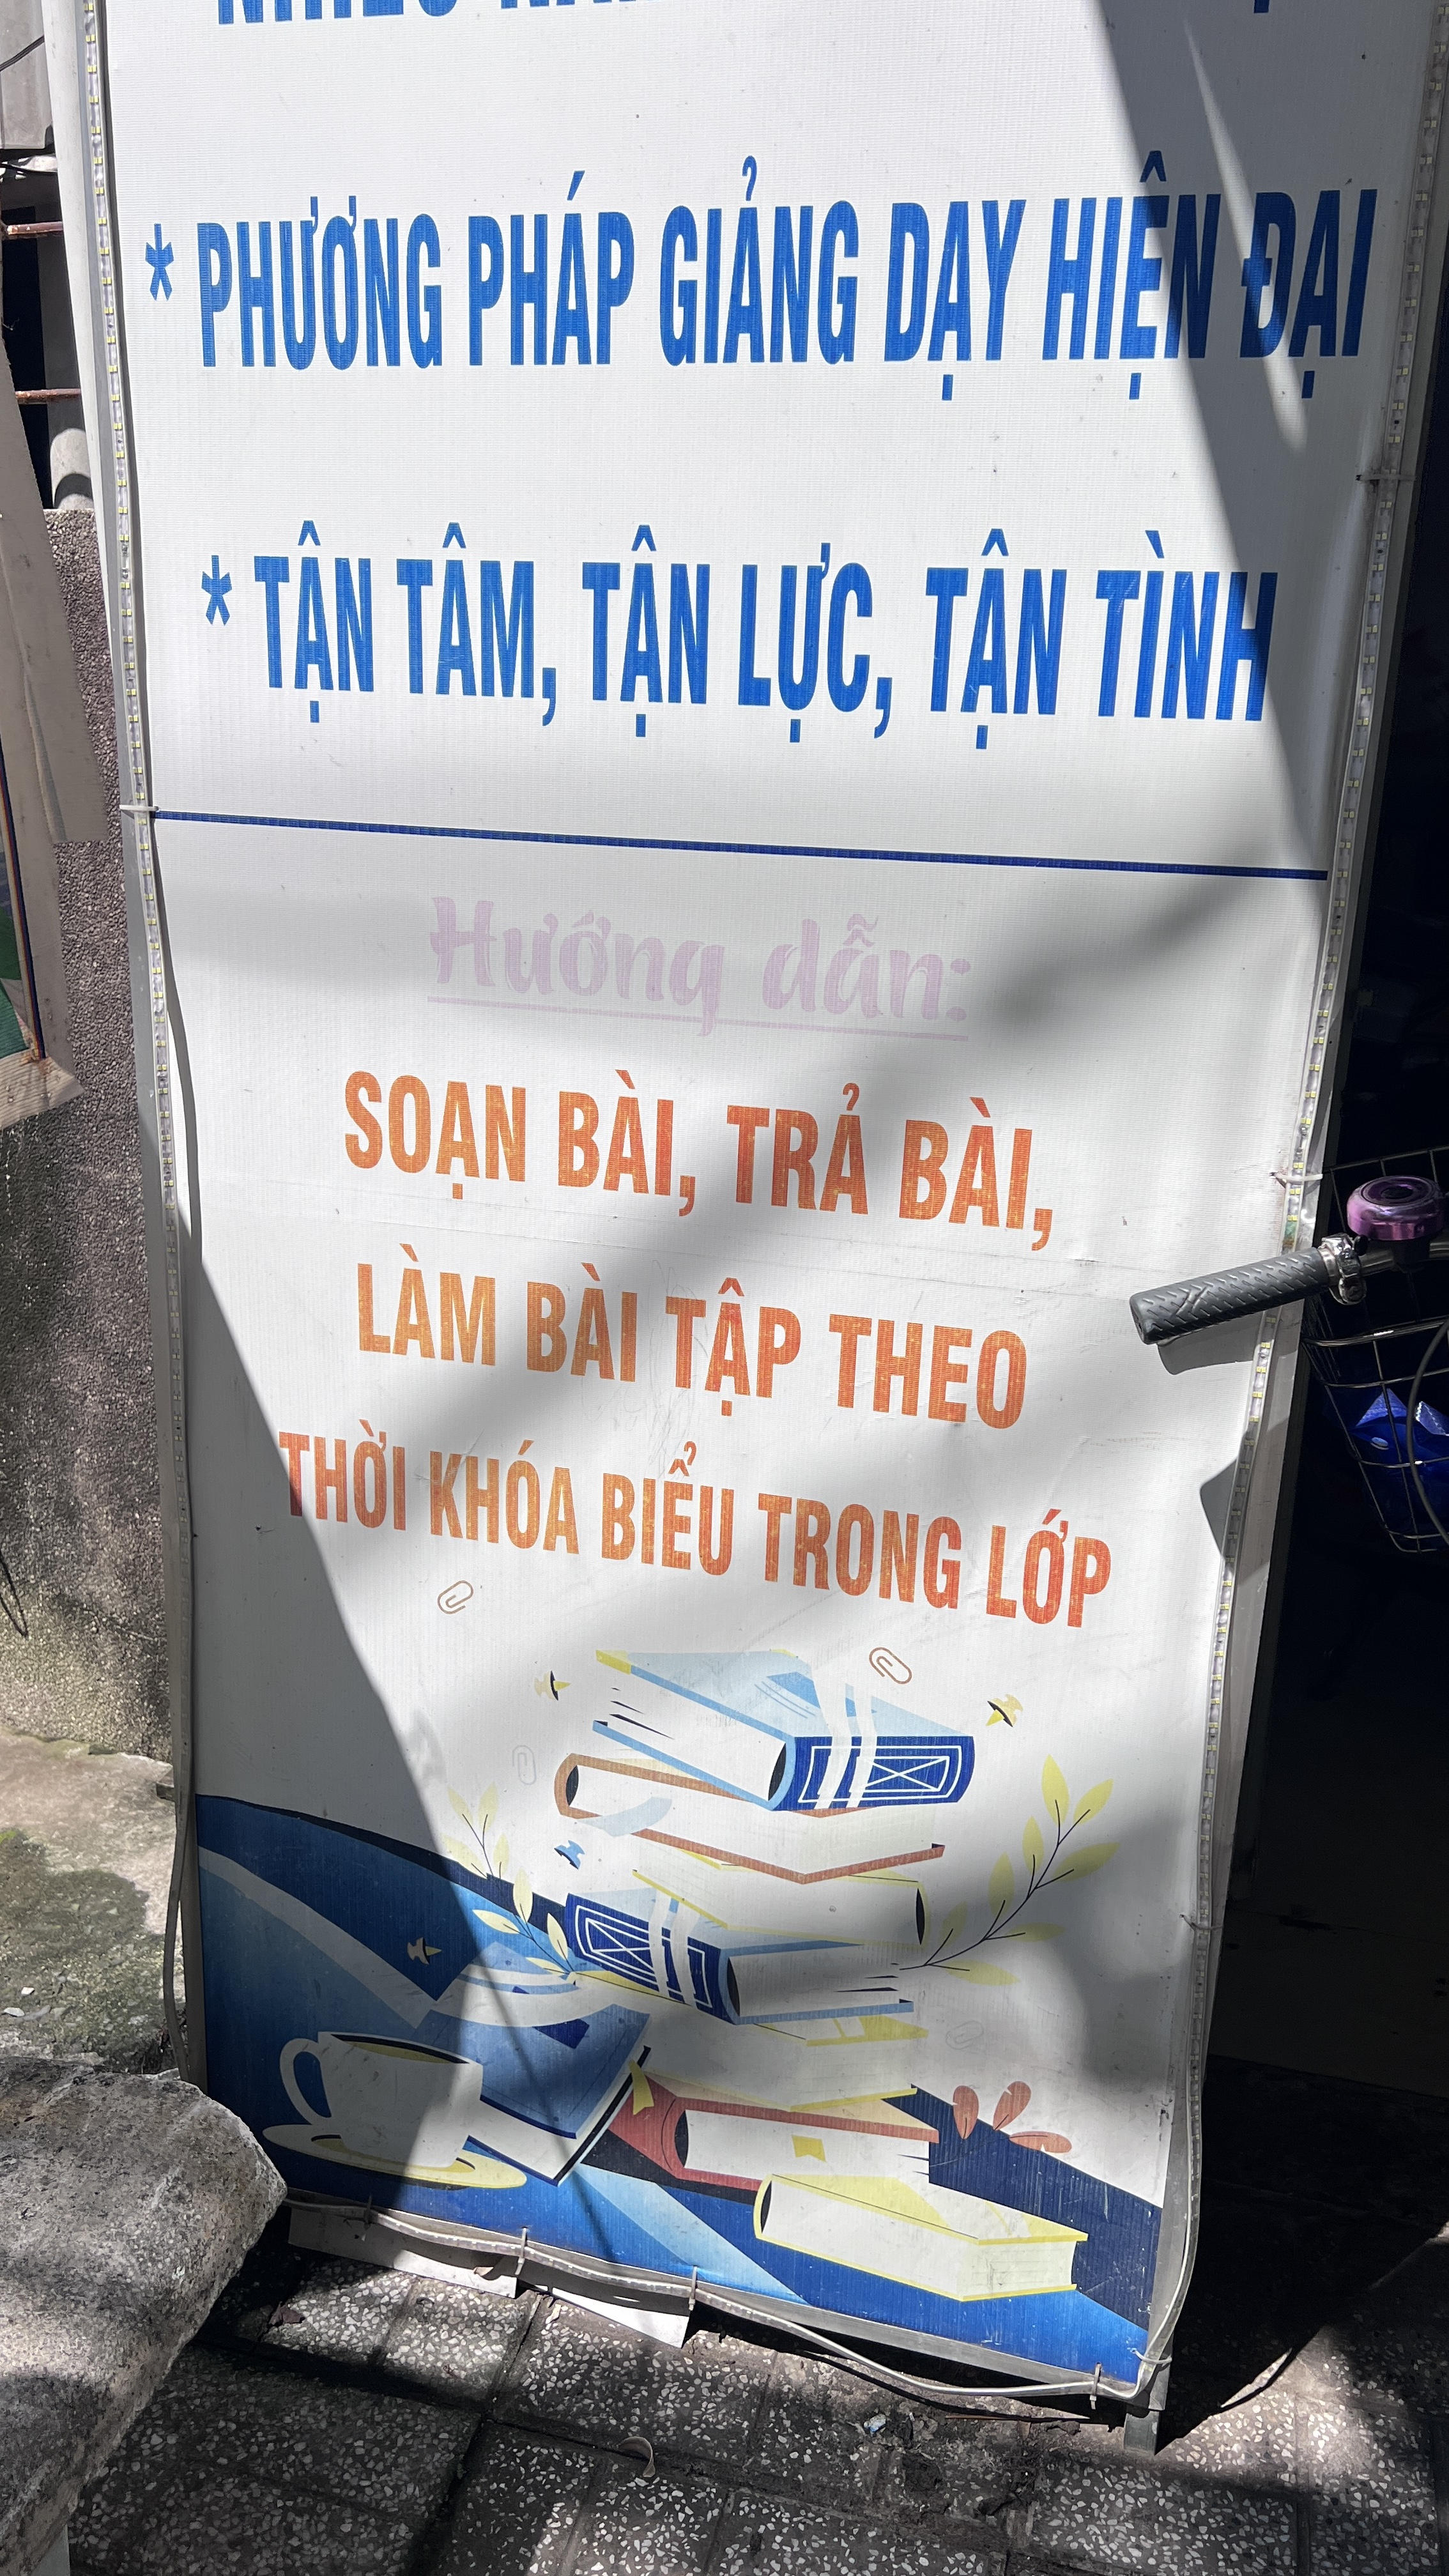 NHIỀU
* PHƯƠNG PHÁP GIẢNG DẠY HIỆN ĐẠI
* TẬN TÂM, TẬN LỰC, TẬN TÌNH
Hướng dẫn:
SOẠN BÀI, TRẢ BÀI,
LÀM BÀI TẬP THEO
THỜI KHÓA BIỂU TRONG LỚP